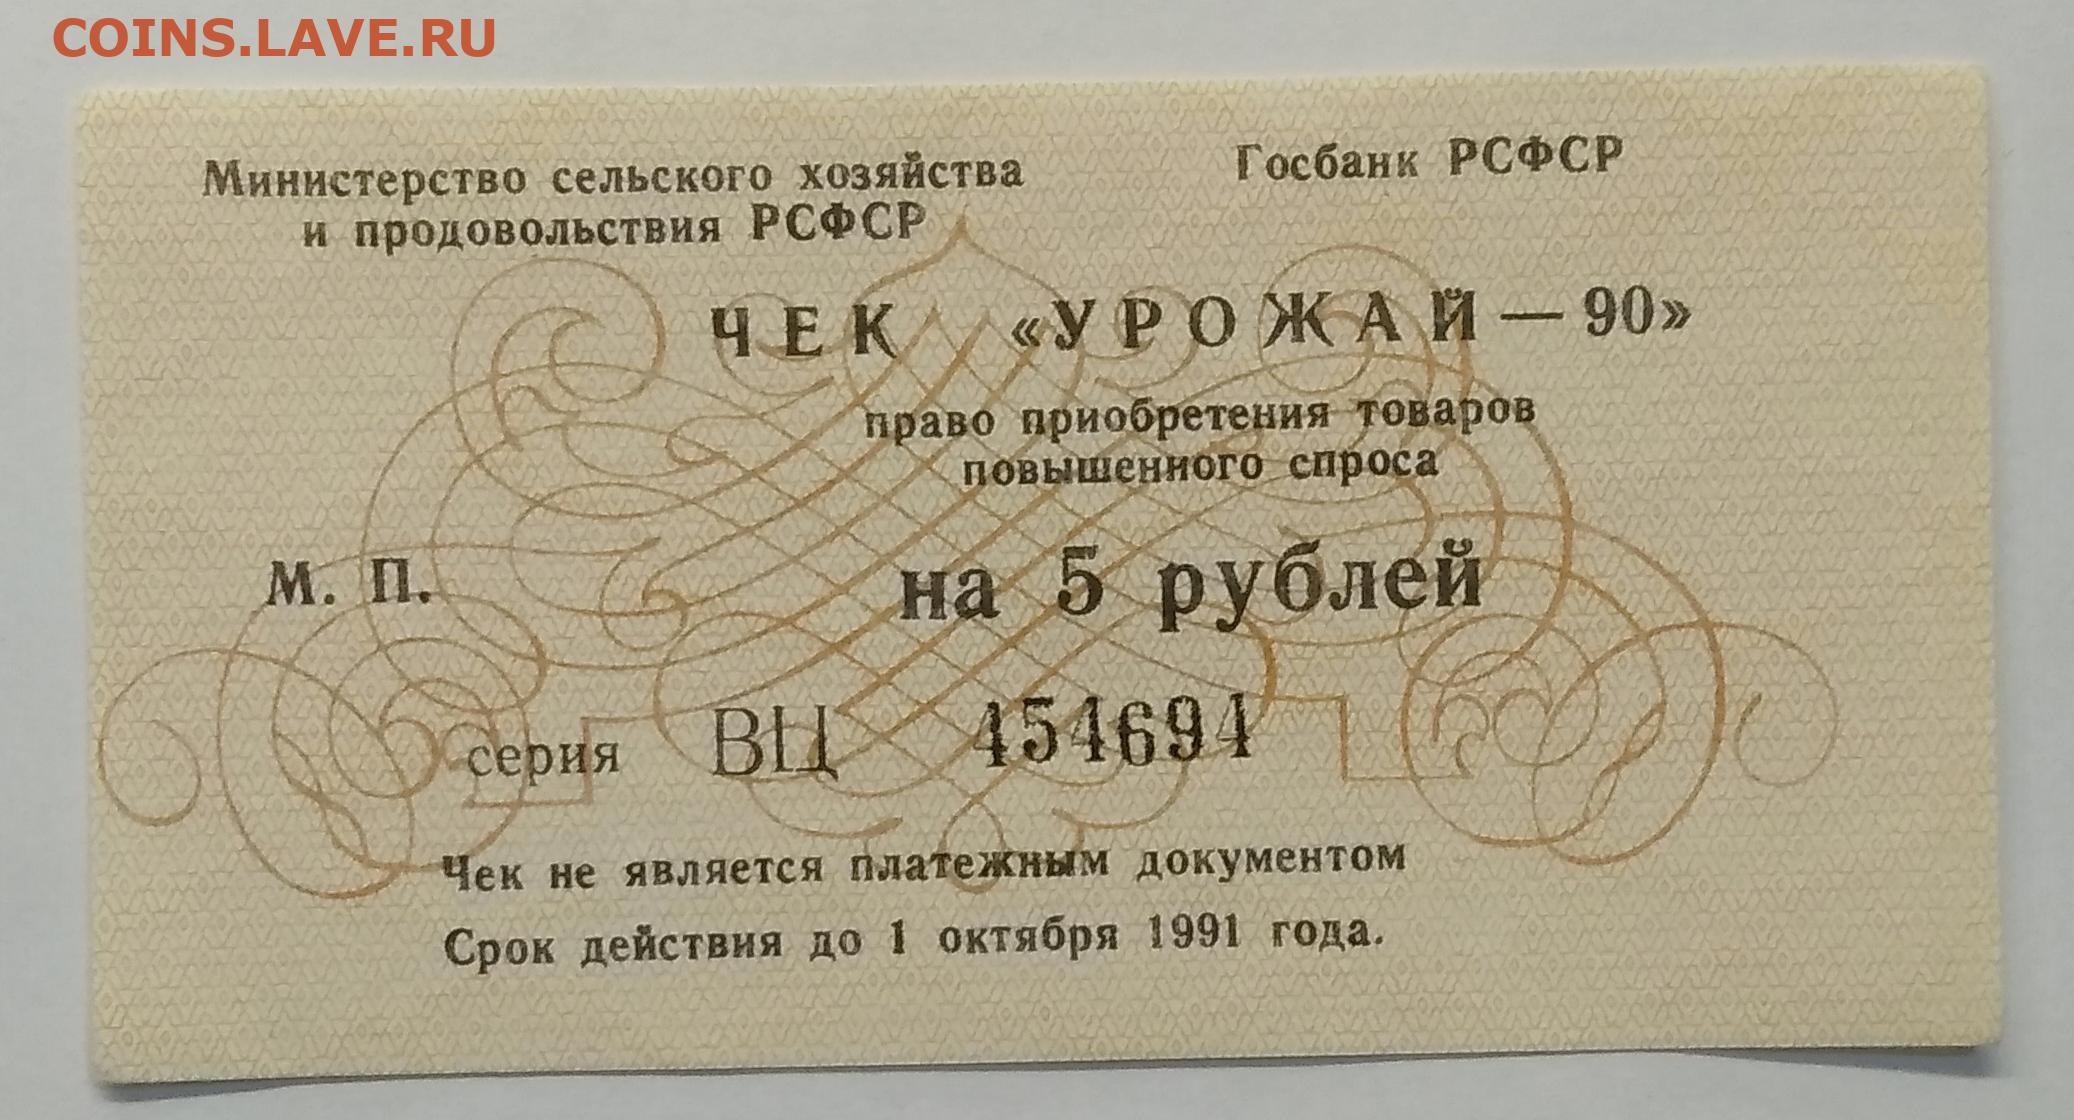 COINS.LAVE.RU
Министерство сельского хозяйства
и продовольствия РСФСР
Госбанк РСФСР
ЧЕК «УРОЖАЙ — 90»
право приобретения товаров
повышенного спроса
М. П.
на 5 рублей
серия ВЦ 454694
Чек не является платежным документом
Срок действия до 1 октября 1991 года.